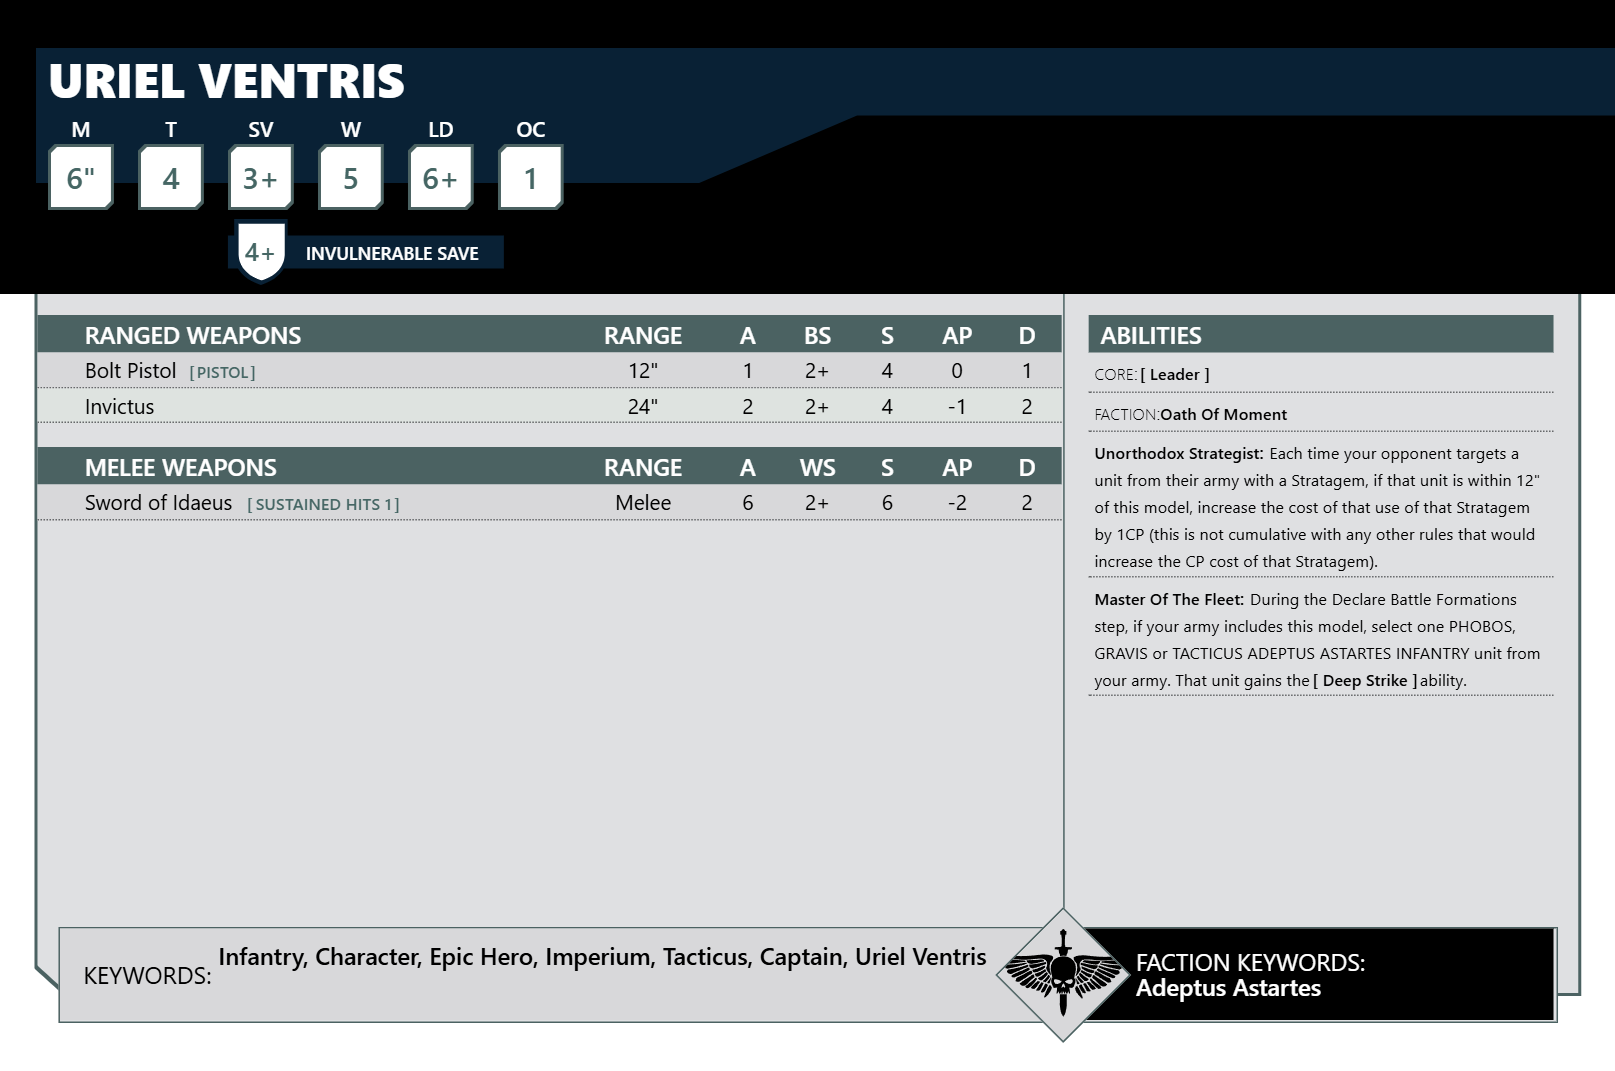 URIEL VENTRIS
M T SV W LD OC
6" 4 3+ 5 6+ 1
4+ INVULNERABLE SAVE
RANGED WEAPONS RANGE A BS S AP D
Bolt Pistol [PISTOL] 12" 1 2+ 4 0 1
Invictus 24" 2 2+ 4 -1 2
MELEE WEAPONS RANGE A WS S AP D
Sword of Idaeus [ SUSTAINED HITS 1] Melee 6 2+ 6 -2 2
ABILITIES
CORE: [ Leader ]
FACTION:Oath Of Moment
Unorthodox Strategist: Each time your opponent targets a
unit from their army with a Stratagem, if that unit is within 12"
of this model, increase the cost of that use of that Stratagem
by 1CP (this is not cumulative with any other rules that would
increase the CP cost of that Stratagem).
Master Of The Fleet: During the Declare Battle Formations
step, if your army includes this model, select one PHOBOS,
GRAVIS or TACTICUS ADEPTUS ASTARTES INFANTRY unit from
your army. That unit gains the [ Deep Strike ] ability.
KEYWORDS: Infantry, Character, Epic Hero, Imperium, Tacticus, Captain, Uriel Ventris
FACTION KEYWORDS:
Adeptus Astartes